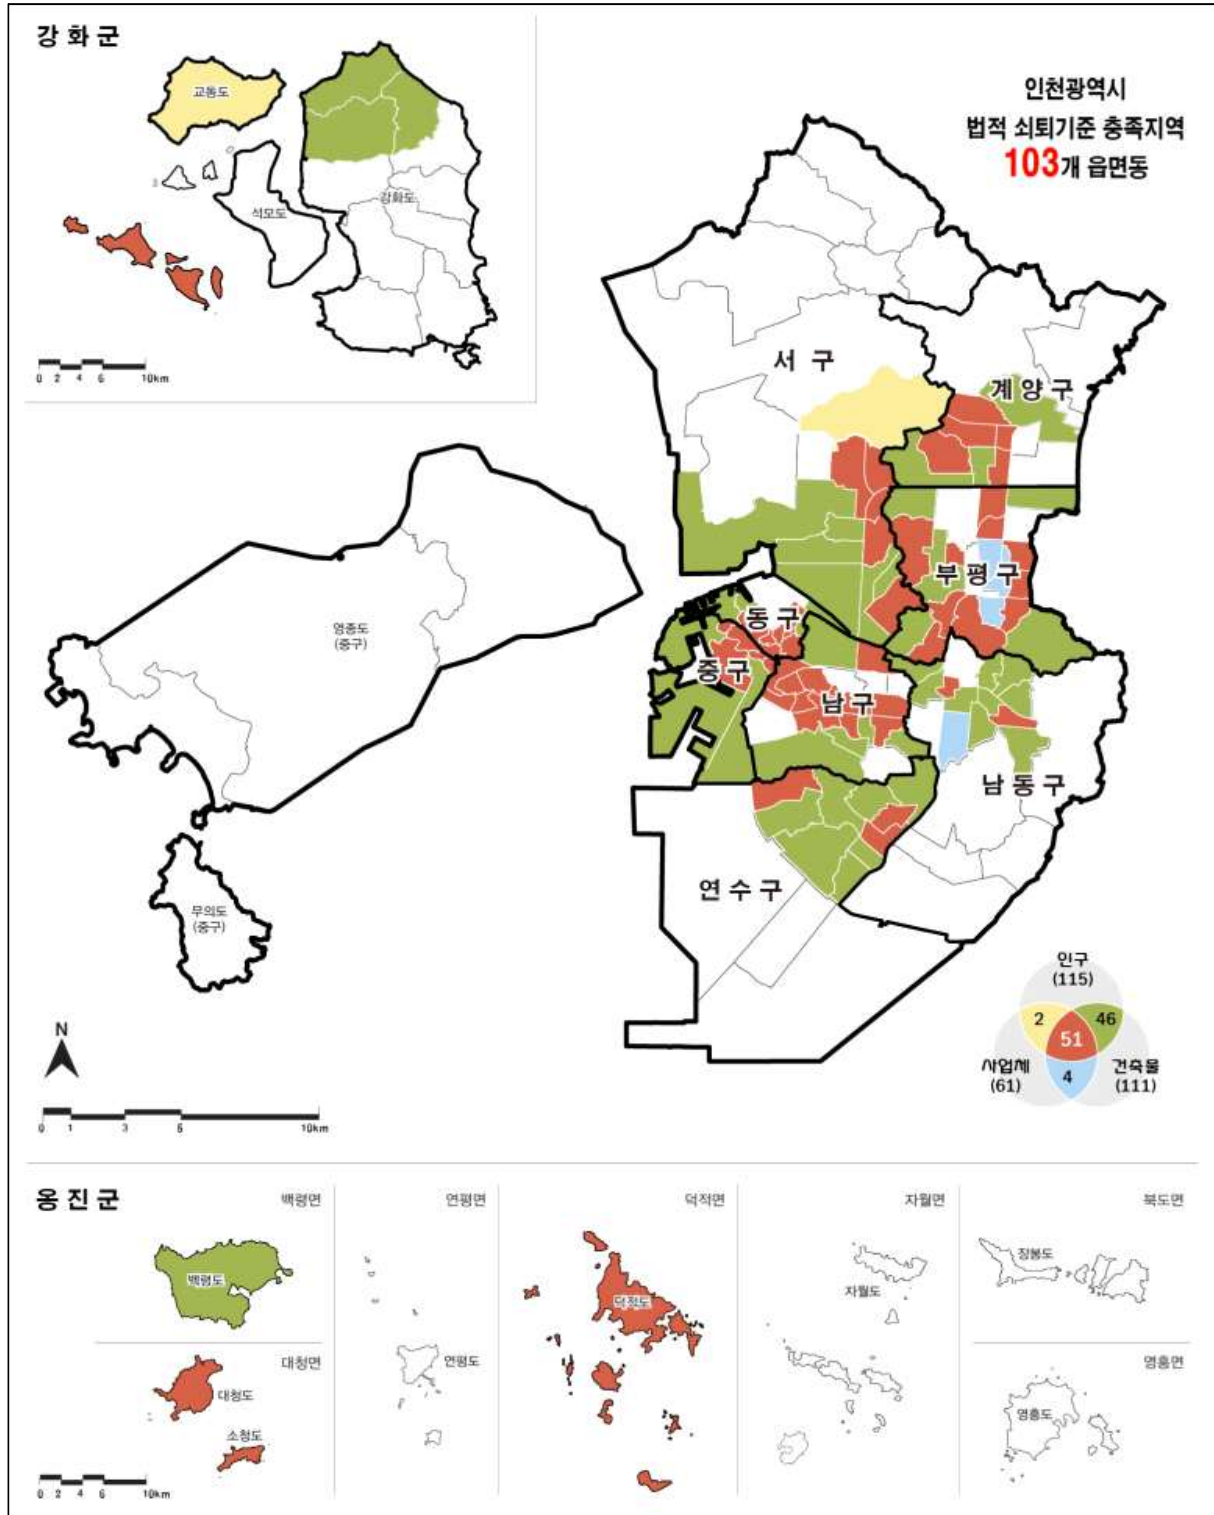 강화군
교동도
석모도
강화도
0 2 4 6 10km
인천광역시
법적 쇠퇴기준 충족지역
103개 읍면동
서구
계양구
부평구
동구
중구
남구
남동구
연수구
영종도
(중구)
무의도
(중구)
N
0 1 3 5 10km
인구
(115)
2
46
51
사업체
(61)
4
건축물
(111)
옹진군
백령면
연평면
덕적면
자월면
북도면
백령도
대청면
대청도
소청도
연평도
덕적도
자월도
장봉도
영흥면
영흥도
0 2 4 6 10km